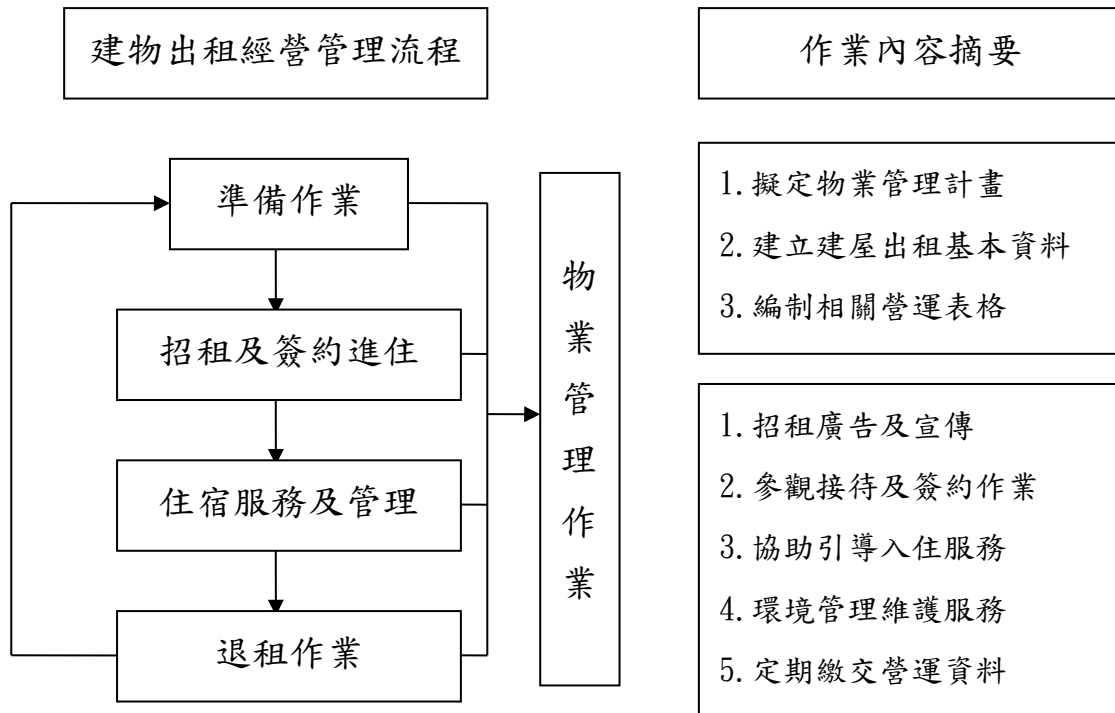 建物出租經營管理流程
作業內容摘要
準備作業
招租及簽約進住
住宿服務及管理
退租作業
物業管理作業
1.擬定物業管理計畫
2.建立建屋出租基本資料
3.編制相關營運表格
1.招租廣告及宣傳
2.參觀接待及簽約作業
3.協助引導入住服務
4.環境管理維護服務
5.定期繳交營運資料